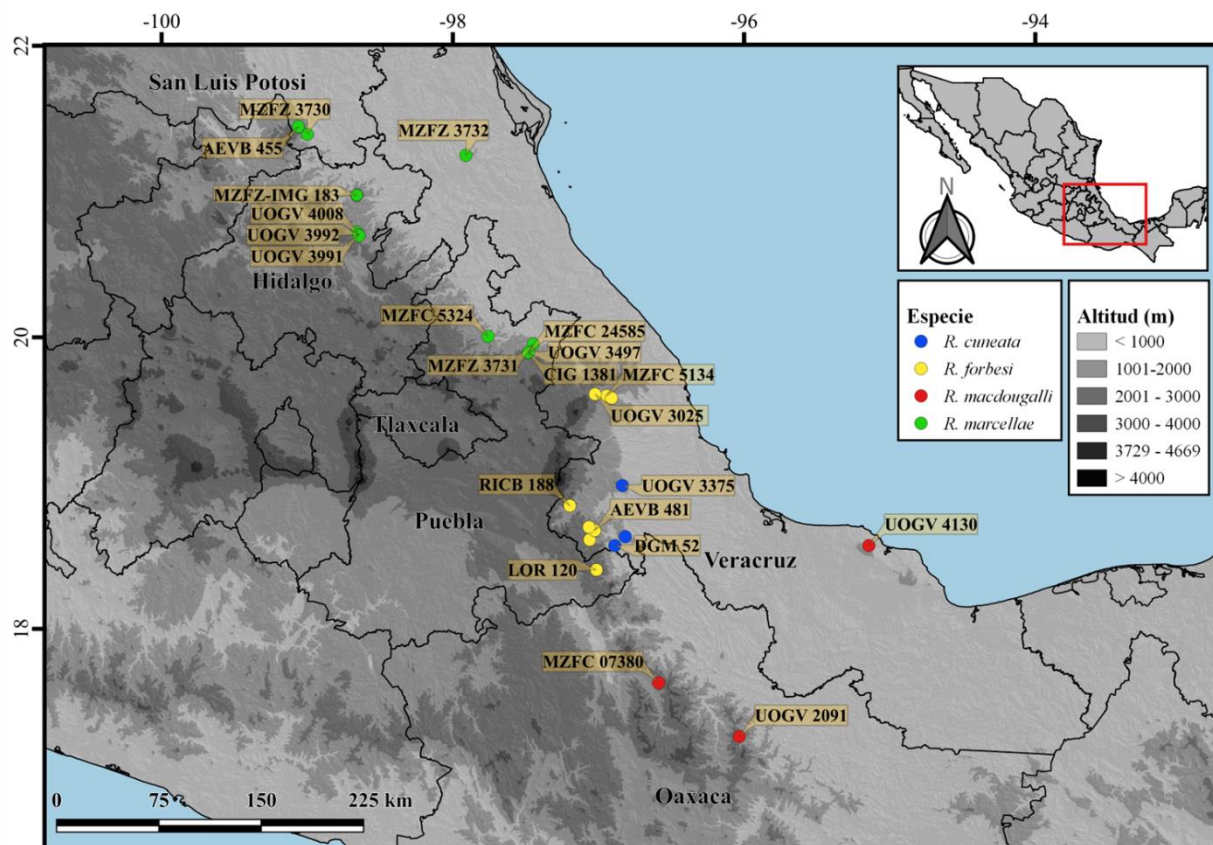 -100
-98
-96
-94
22
20
18
San Luis Potosi
MZFZ 3730
AEVB 455
MZFZ 3732
MZFZ-IMG 183
UOGV 4008
UOGV 3992
UOGV 3991
Hidalgo
MZFC 5324
MZFC 24585
UOGV 3497
MZFZ 3731
CIG 1381
MZFC 5134
UOGV 3025
Tlaxcala
RICB 188
UOGV 3375
AEVB 481
Puebla
DGM 52
Veracruz
UOGV 4130
LOR 120
MZFC 07380
UOGV 2091
Oaxaca
0 75 150 225 km
N
Especie
R. cuneata
R. forbesi
R. macdougalli
R. marcellae
Altitud (m)
< 1000
1001-2000
2001 - 3000
3000 - 4000
3729 - 4669
> 4000